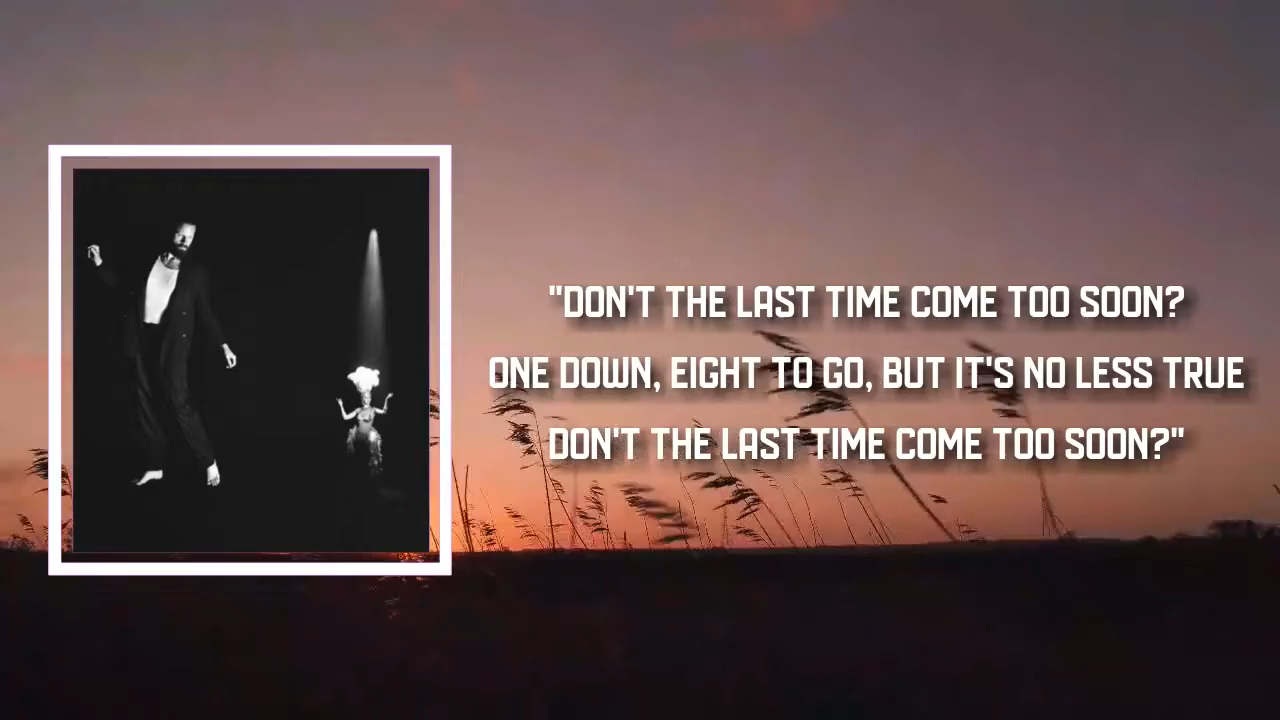 "DON'T THE LAST TIME COME TOO SOON?
ONE DOWN, EIGHT TO GO, BUT IT'S NO LESS TRUE
DON'T THE LAST TIME COME TOO SOON?"